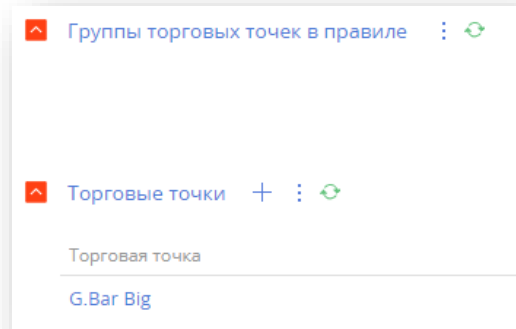 Группы торговых точек в правиле
Торговые точки
Торговая точка
G.Bar Big